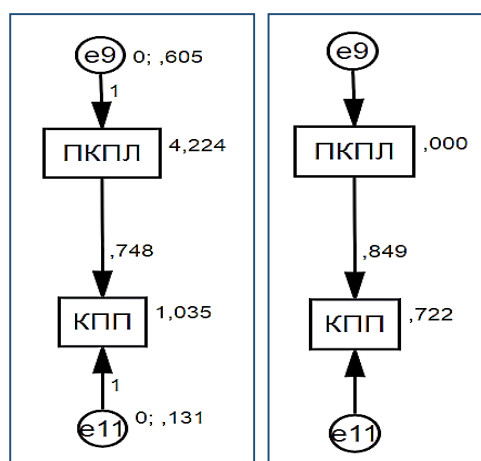 e9 0; ,605
1
ПКПЛ 4,224
,748
КПП 1,035
1
e11 0; ,131
e9
ПКПЛ ,000
,849
КПП ,722
e11